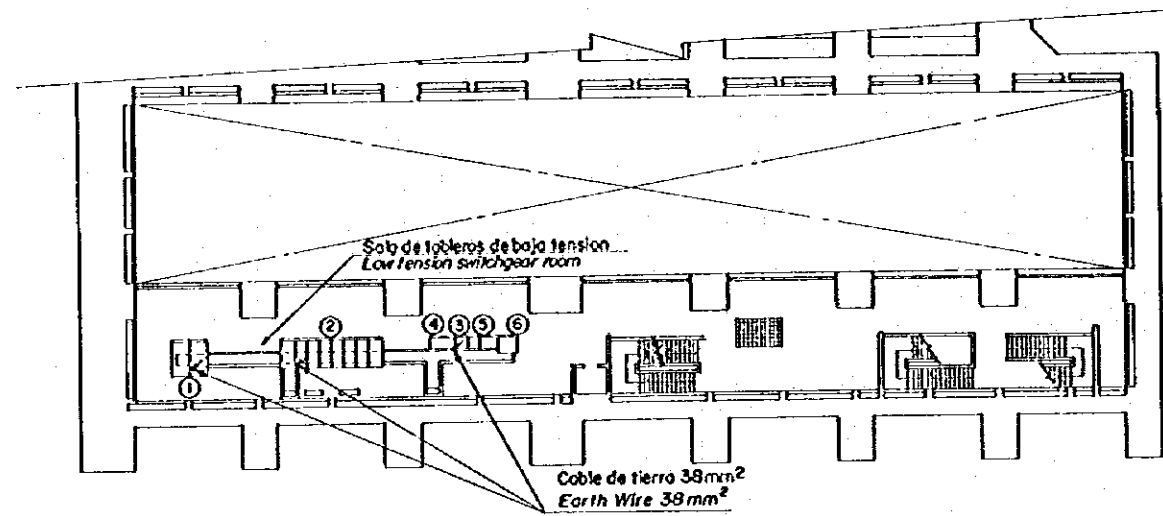 Sala de tableros de baja tension
Low tension switchgear room
② ④ ③ ⑤ ⑥
①
Cable de tierra 38mm²
Earth Wire 38mm²